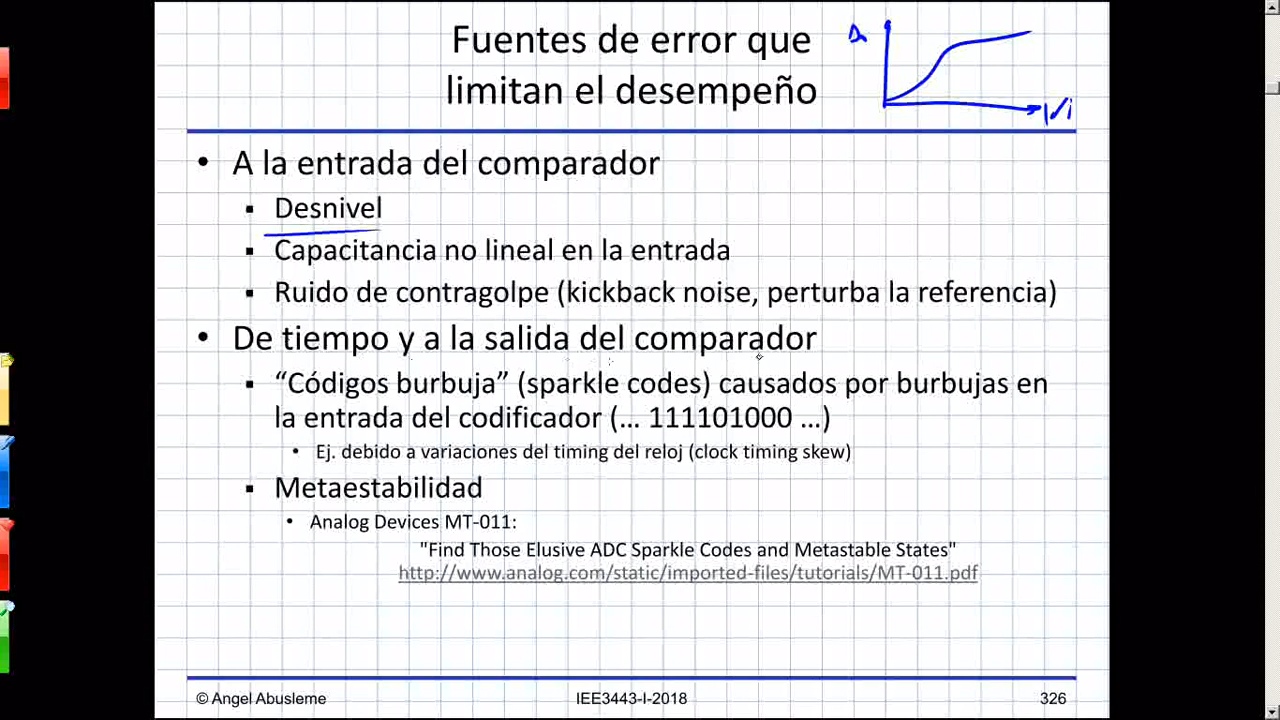 Fuentes de error que
limitan el desempeño
Vi
• A la entrada del comparador
▪ Desnivel
▪ Capacitancia no lineal en la entrada
▪ Ruido de contragolpe (kickback noise, perturba la referencia)
• De tiempo y a la salida del comparador
▪ “Códigos burbuja” (sparkle codes) causados por burbujas en
la entrada del codificador (... 111101000 ...)
• Ej. debido a variaciones del timing del reloj (clock timing skew)
▪ Metaestabilidad
• Analog Devices MT-011:
"Find Those Elusive ADC Sparkle Codes and Metastable States"
http://www.analog.com/static/imported-files/tutorials/MT-011.pdf
© Angel Abusleme
IEE3443-I-2018
326